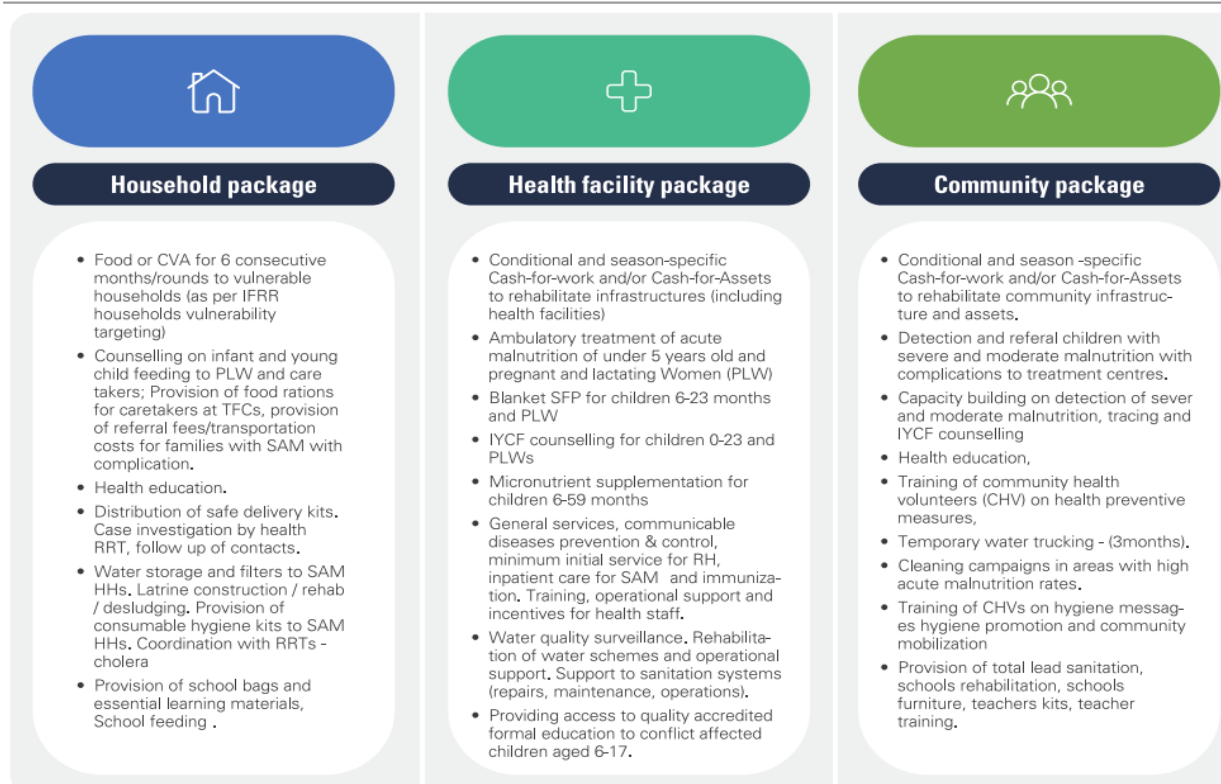 Household package
• Food or CVA for 6 consecutive
months/rounds to vulnerable
households (as per IFRR
households vulnerability
targeting)
• Counselling on infant and young
child feeding to PLW and care
takers; Provision of food rations
for caretakers at TFCs, provision
of referral fees/transportation
costs for families with SAM with
complication.
• Health education.
• Distribution of safe delivery kits.
Case investigation by health
RRT, follow up of contacts.
• Water storage and filters to SAM
HHs. Latrine construction / rehab
/ desludging. Provision of
consumable hygiene kits to SAM
HHs. Coordination with RRTs -
cholera
• Provision of school bags and
essential learning materials,
School feeding .
Health facility package
• Conditional and season-specific
Cash-for-work and/or Cash-for-Assets
to rehabilitate infrastructures (including
health facilities)
• Ambulatory treatment of acute
malnutrition of under 5 years old and
pregnant and lactating Women (PLW)
• Blanket SFP for children 6-23 months
and PLW
• IYCF counselling for children 0-23 and
PLWs
• Micronutrient supplementation for
children 6-59 months
• General services, communicable
diseases prevention & control,
minimum initial service for RH,
inpatient care for SAM and immuniza-
tion. Training, operational support and
incentives for health staff.
• Water quality surveillance. Rehabilita-
tion of water schemes and operational
support. Support to sanitation systems
(repairs, maintenance, operations).
• Providing access to quality accredited
formal education to conflict affected
children aged 6-17.
Community package
• Conditional and season -specific
Cash-for-work and/or Cash-for-Assets
to rehabilitate community infrastruc-
ture and assets.
• Detection and referal children with
severe and moderate malnutrition with
complications to treatment centres.
• Capacity building on detection of sever
and moderate malnutrition, tracing and
IYCF counselling
• Health education,
• Training of community health
volunteers (CHV) on health preventive
measures,
• Temporary water trucking - (3months).
• Cleaning campaigns in areas with high
acute malnutrition rates.
• Training of CHVs on hygiene messag-
es hygiene promotion and community
mobilization
• Provision of total lead sanitation,
schools rehabilitation, schools
furniture, teachers kits, teacher
training.